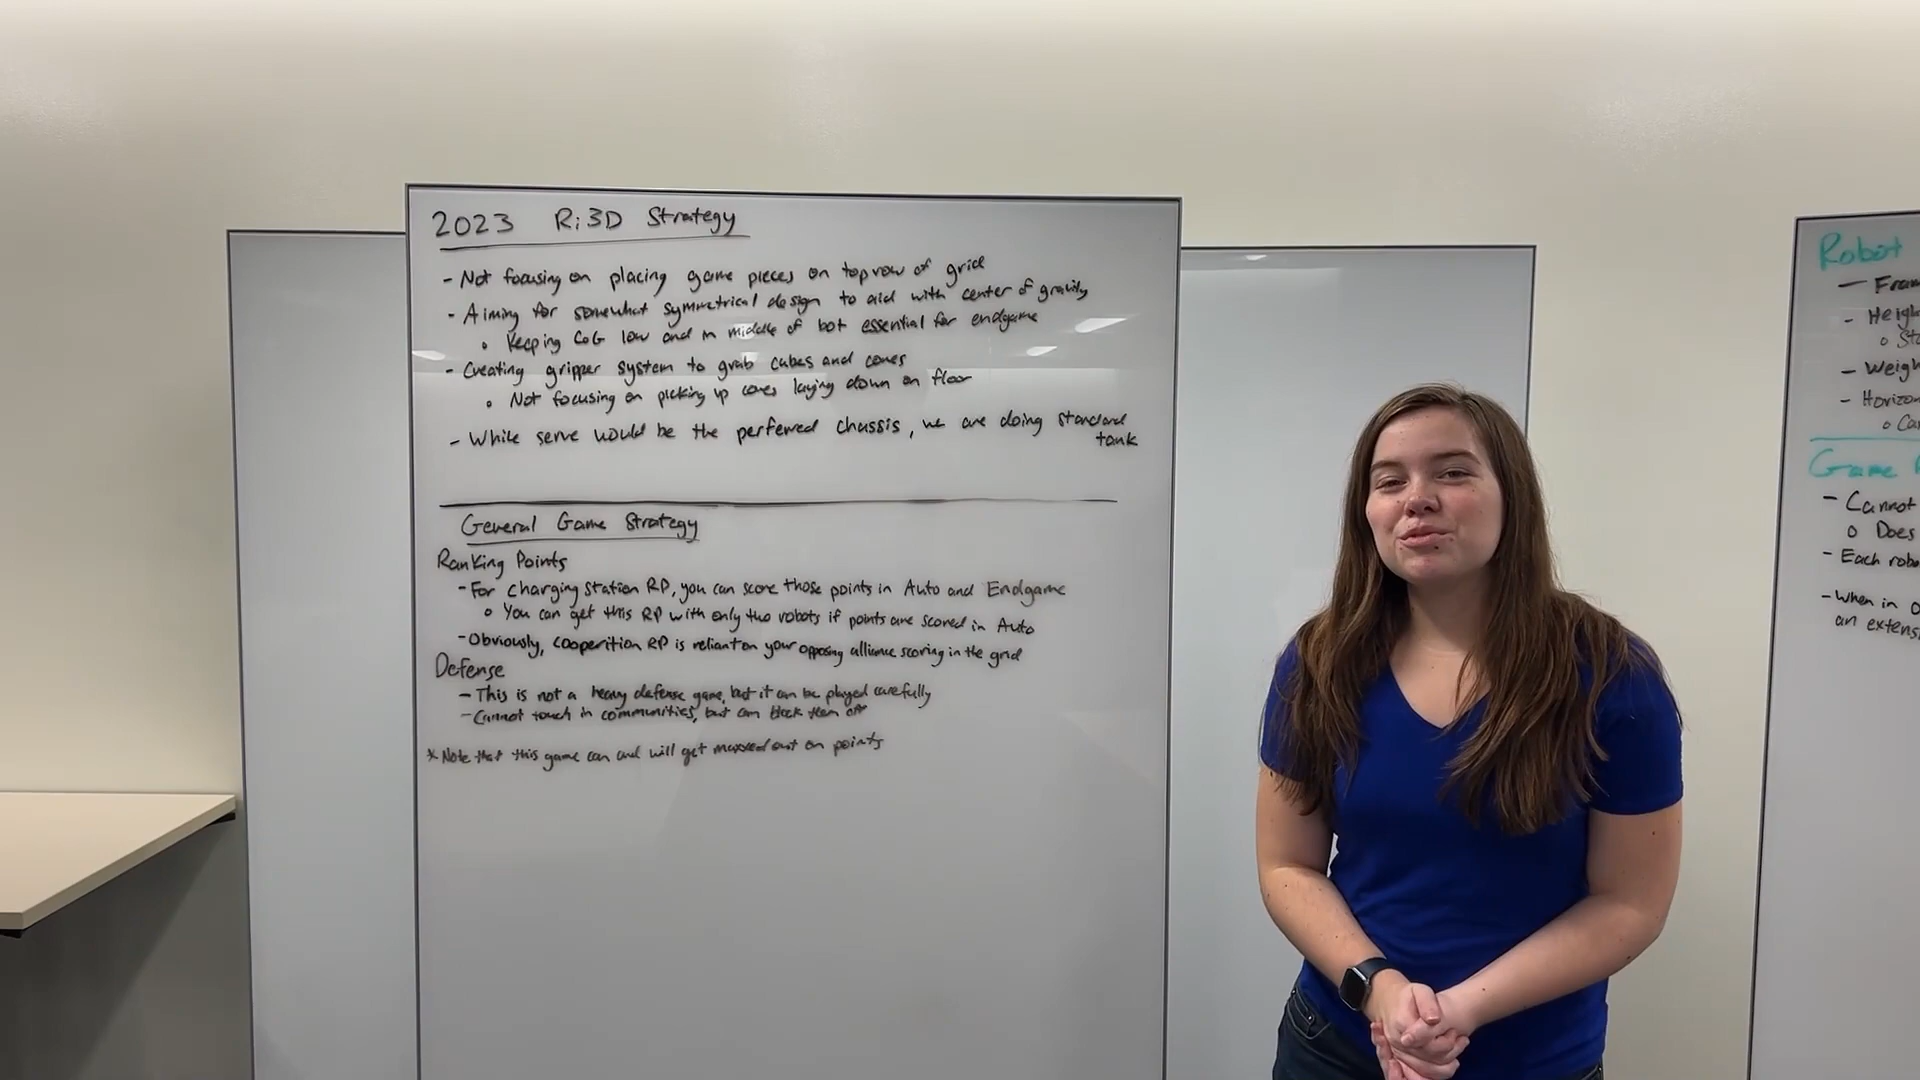 2023 Ri3D Strategy
- Not focusing on placing game pieces on top row of grid
- Aiming for somewhat symmetrical design to aid with center of gravity
o Keeping CoG low and in middle of bot essential for endgame
- Creating gripper system to grab cubes and cones
o Not focusing on picking up cones laying down on floor
- While serve would be the perferred chassis, we are doing standard
tank
General Game Strategy
Ranking Points
- For charging station RP, you can score those points in Auto and Endgame
o You can get this RP with only two robots if points are scored in Auto
- Obviously, cooperition RP is reliant on your opposing alliance scoring in the grid
Defense
- This is not a heavy defense game, but it can be played carefully
- Cannot touch in communities, but can block them off
* Note that this game can and will get maxxed out on points
Robot
- Fram
- Heigh
o Sta
- Weigh
- Horizon
o Ca
Game
- Cannot
o Does
- Each robo
- When in
an extens